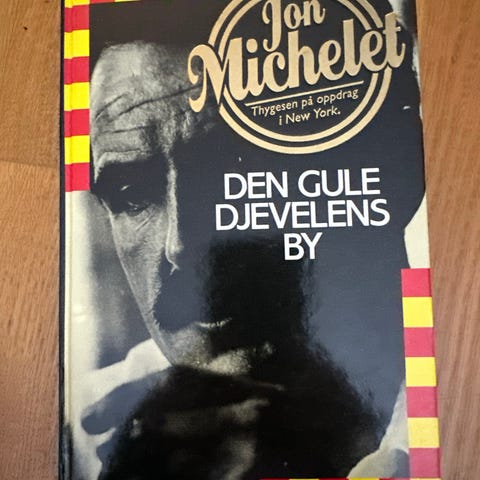 Jon
Michelet
Thygesen på oppdrag
i New York.
DEN GULE
DJEVELENS
BY